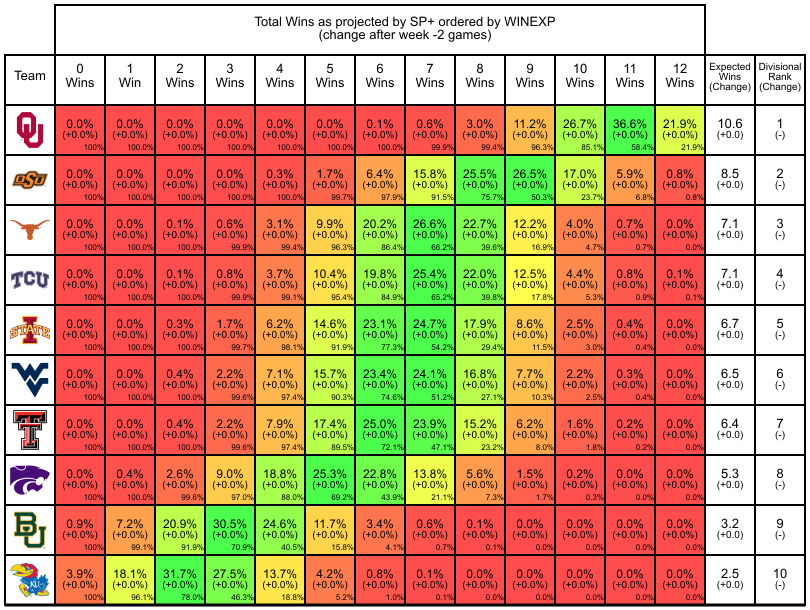 Total Wins as projected by SP+ ordered by WINEXP
(change after week -2 games)
Team 0 Wins 1 Win 2 Wins 3 Wins 4 Wins 5 Wins 6 Wins 7 Wins 8 Wins 9 Wins 10 Wins 11 Wins 12 Wins Expected Wins (Change) Divisional Rank (Change)
OU 0.0% 0.0% 0.0% 0.0% 0.0% 0.0% 0.1% 0.6% 3.0% 11.2% 26.7% 36.6% 21.9% 10.6 1
(+0.0%) (+0.0%) (+0.0%) (+0.0%) (+0.0%) (+0.0%) (+0.0%) (+0.0%) (+0.0%) (+0.0%) (+0.0%) (+0.0%) (+0.0%) (+0.0) (-)
100% 100.0% 100.0% 100.0% 100.0% 100.0% 100.0% 99.9% 99.4% 96.3% 85.1% 58.4% 21.9%
OSU 0.0% 0.0% 0.0% 0.0% 0.3% 1.7% 6.4% 15.8% 25.5% 26.5% 17.0% 5.9% 0.8% 8.5 2
(+0.0%) (+0.0%) (+0.0%) (+0.0%) (+0.0%) (+0.0%) (+0.0%) (+0.0%) (+0.0%) (+0.0%) (+0.0%) (+0.0%) (+0.0%) (+0.0) (-)
100% 100.0% 100.0% 100.0% 100.0% 99.7% 97.9% 91.5% 75.7% 50.3% 23.7% 6.8% 0.8%
0.0% 0.0% 0.1% 0.6% 3.1% 9.9% 20.2% 26.6% 22.7% 12.2% 4.0% 0.7% 0.0% 7.1 3
(+0.0%) (+0.0%) (+0.0%) (+0.0%) (+0.0%) (+0.0%) (+0.0%) (+0.0%) (+0.0%) (+0.0%) (+0.0%) (+0.0%) (+0.0%) (+0.0) (-)
100% 100.0% 100.0% 99.9% 99.4% 96.3% 86.4% 66.2% 39.6% 16.9% 4.7% 0.7% 0.0%
TCU 0.0% 0.0% 0.1% 0.8% 3.7% 10.4% 19.8% 25.4% 22.0% 12.5% 4.4% 0.8% 0.1% 7.1 4
(+0.0%) (+0.0%) (+0.0%) (+0.0%) (+0.0%) (+0.0%) (+0.0%) (+0.0%) (+0.0%) (+0.0%) (+0.0%) (+0.0%) (+0.0%) (+0.0) (-)
100% 100.0% 100.0% 99.9% 99.1% 95.4% 84.9% 65.2% 39.8% 17.8% 5.3% 0.9% 0.1%
I STATE 0.0% 0.0% 0.3% 1.7% 6.2% 14.6% 23.1% 24.7% 17.9% 8.6% 2.5% 0.4% 0.0% 6.7 5
(+0.0%) (+0.0%) (+0.0%) (+0.0%) (+0.0%) (+0.0%) (+0.0%) (+0.0%) (+0.0%) (+0.0%) (+0.0%) (+0.0%) (+0.0%) (+0.0) (-)
100% 100.0% 100.0% 99.7% 98.1% 91.9% 77.3% 54.2% 29.4% 11.5% 3.0% 0.4% 0.0%
WV 0.0% 0.0% 0.4% 2.2% 7.1% 15.7% 23.4% 24.1% 16.8% 7.7% 2.2% 0.3% 0.0% 6.5 6
(+0.0%) (+0.0%) (+0.0%) (+0.0%) (+0.0%) (+0.0%) (+0.0%) (+0.0%) (+0.0%) (+0.0%) (+0.0%) (+0.0%) (+0.0%) (+0.0) (-)
100% 100.0% 100.0% 99.6% 97.4% 90.3% 74.6% 51.2% 27.1% 10.3% 2.5% 0.4% 0.0%
T 0.0% 0.0% 0.4% 2.2% 7.9% 17.4% 25.0% 23.9% 15.2% 6.2% 1.6% 0.2% 0.0% 6.4 7
(+0.0%) (+0.0%) (+0.0%) (+0.0%) (+0.0%) (+0.0%) (+0.0%) (+0.0%) (+0.0%) (+0.0%) (+0.0%) (+0.0%) (+0.0%) (+0.0) (-)
100% 100.0% 100.0% 99.6% 97.4% 89.5% 72.1% 47.1% 23.2% 8.0% 1.8% 0.2% 0.0%
0.0% 0.4% 2.6% 9.0% 18.8% 25.3% 22.8% 13.8% 5.6% 1.5% 0.2% 0.0% 0.0% 5.3 8
(+0.0%) (+0.0%) (+0.0%) (+0.0%) (+0.0%) (+0.0%) (+0.0%) (+0.0%) (+0.0%) (+0.0%) (+0.0%) (+0.0%) (+0.0%) (+0.0) (-)
100% 100.0% 99.6% 97.0% 88.0% 69.2% 43.9% 21.1% 7.3% 1.7% 0.3% 0.0% 0.0%
BU 0.9% 7.2% 20.9% 30.5% 24.6% 11.7% 3.4% 0.6% 0.1% 0.0% 0.0% 0.0% 0.0% 3.2 9
(+0.0%) (+0.0%) (+0.0%) (+0.0%) (+0.0%) (+0.0%) (+0.0%) (+0.0%) (+0.0%) (+0.0%) (+0.0%) (+0.0%) (+0.0%) (+0.0) (-)
100% 99.1% 91.9% 70.9% 40.5% 15.8% 4.1% 0.7% 0.1% 0.0% 0.0% 0.0% 0.0%
KU 3.9% 18.1% 31.7% 27.5% 13.7% 4.2% 0.8% 0.1% 0.0% 0.0% 0.0% 0.0% 0.0% 2.5 10
(+0.0%) (+0.0%) (+0.0%) (+0.0%) (+0.0%) (+0.0%) (+0.0%) (+0.0%) (+0.0%) (+0.0%) (+0.0%) (+0.0%) (+0.0%) (+0.0) (-)
100% 96.1% 78.0% 46.3% 18.8% 5.2% 1.0% 0.1% 0.0% 0.0% 0.0% 0.0% 0.0%